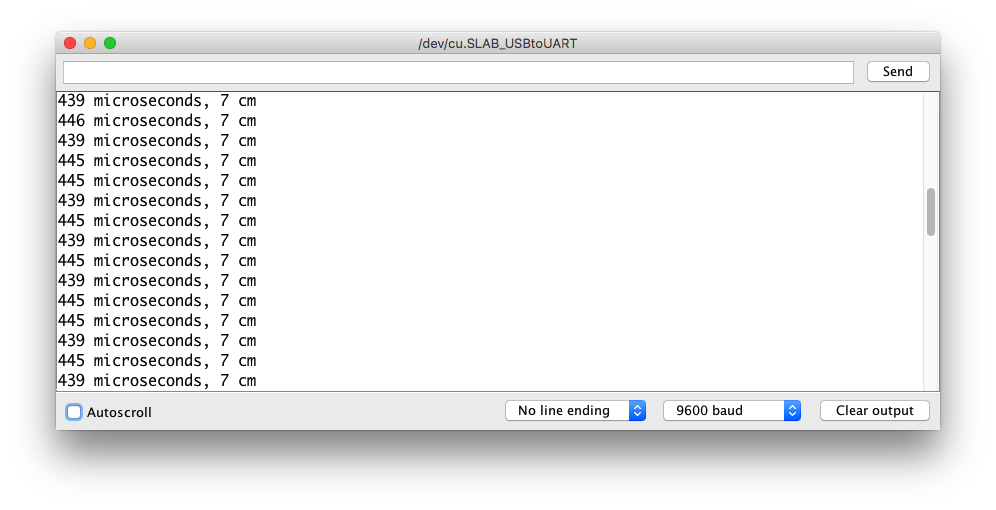 /dev/cu.SLAB_USBtoUART
Send
439 microseconds, 7 cm
446 microseconds, 7 cm
439 microseconds, 7 cm
445 microseconds, 7 cm
445 microseconds, 7 cm
439 microseconds, 7 cm
445 microseconds, 7 cm
439 microseconds, 7 cm
445 microseconds, 7 cm
439 microseconds, 7 cm
445 microseconds, 7 cm
445 microseconds, 7 cm
439 microseconds, 7 cm
445 microseconds, 7 cm
439 microseconds, 7 cm
Autoscroll No line ending 9600 baud Clear output